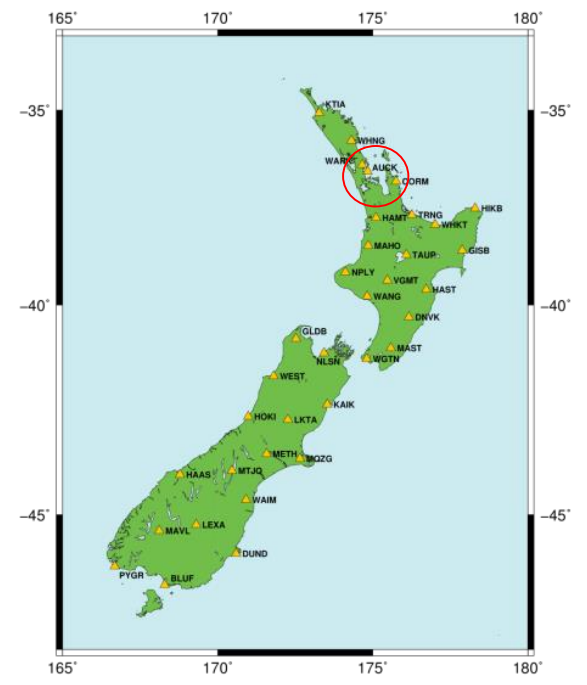 165° 170° 175° 180°
−35° −35°
KTIA
WHNG
AUCK
CORM
HIKB
HAMT
TRNG
WHKT
MAHO
TAUP
GISB
NPLY
VGMT
HAST
WANG
−40° −40°
DNVK
GLDB
MAST
NLSN
WGTN
WEST
KAIK
HOKI
LKTA
METH
MQZG
HAAS
MTJO
WAIM
−45° −45°
LEXA
MAVL
DUND
PYGR
BLUF
165° 170° 175° 180°